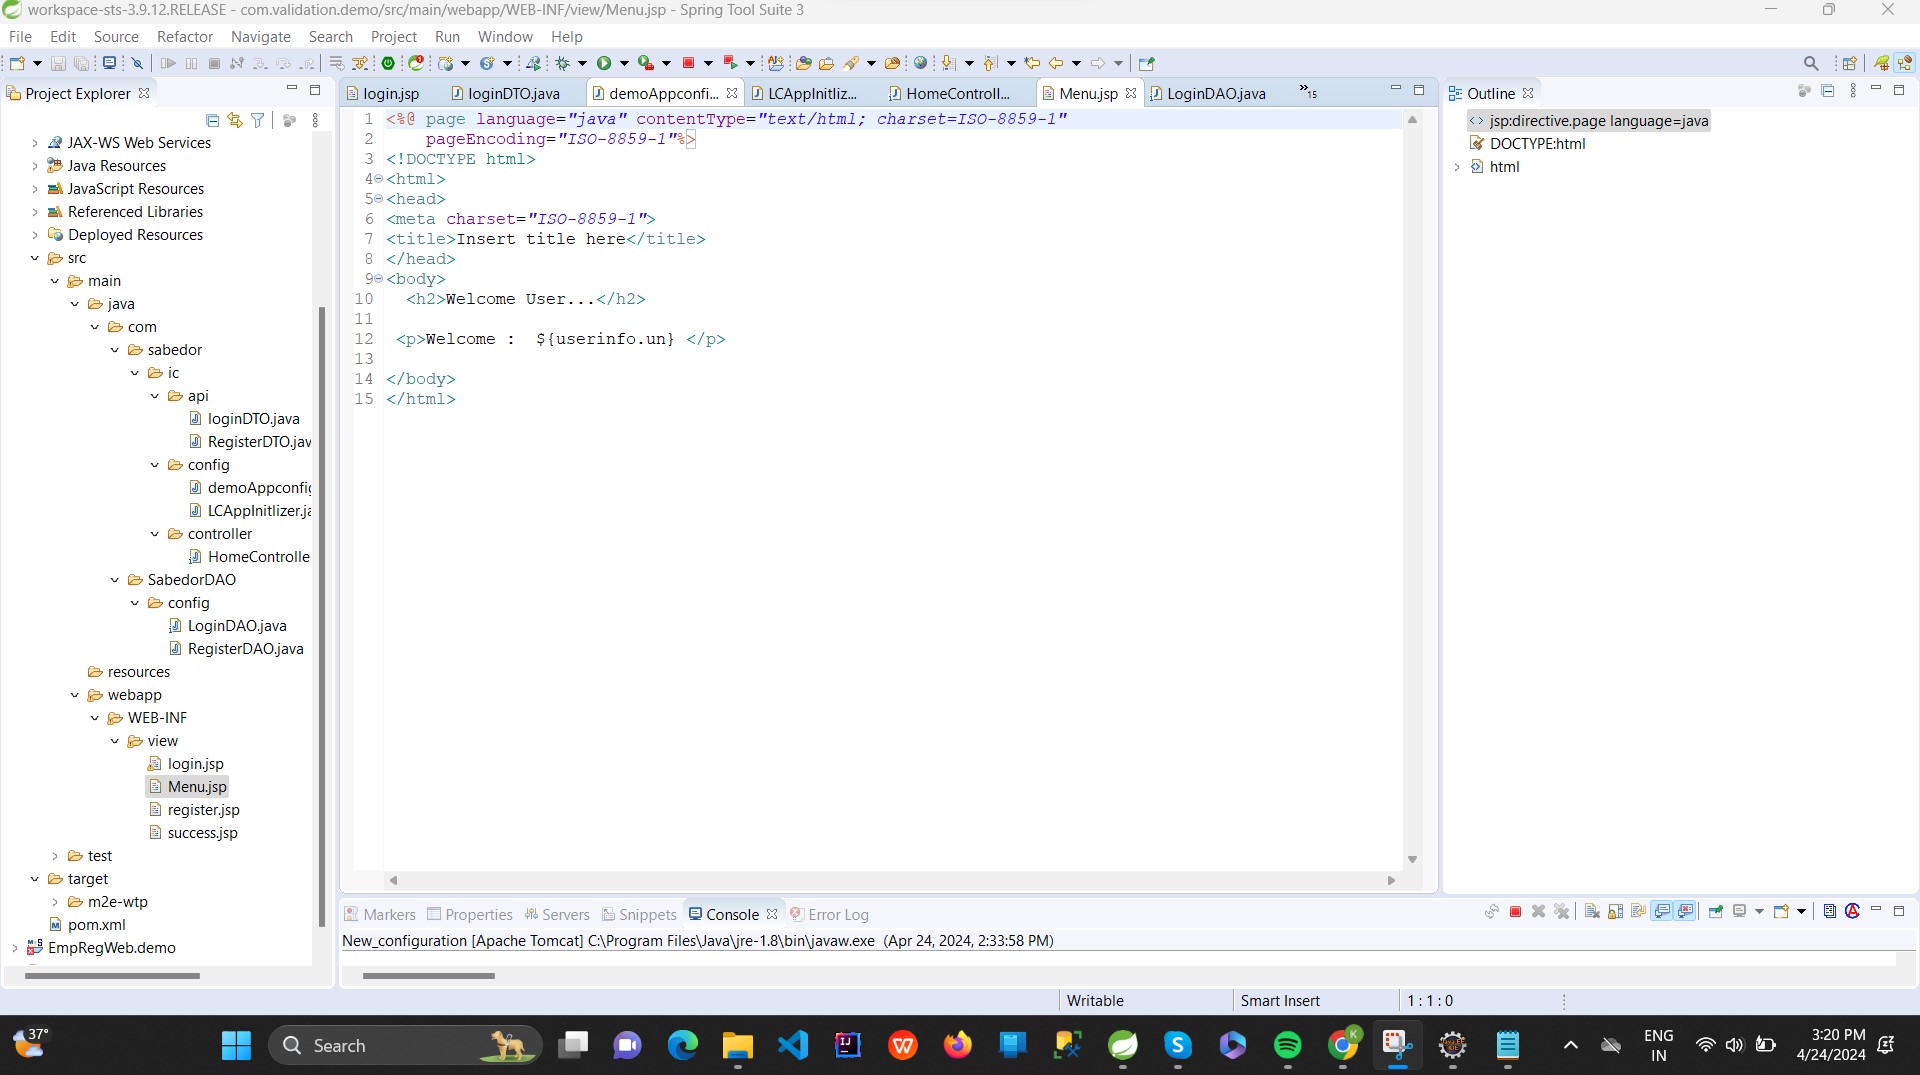 workspace-sts-3.9.12.RELEASE - com.validation.demo/src/main/webapp/WEB-INF/view/Menu.jsp - Spring Tool Suite 3
File Edit Source Refactor Navigate Search Project Run Window Help
Project Explorer
JAX-WS Web Services
Java Resources
JavaScript Resources
Referenced Libraries
Deployed Resources
src
main
java
com
sabedor
ic
api
loginDTO.java
RegisterDTO.jav
config
demoAppconfig
LCAppInitlizer.ja
controller
HomeControlle
SabedorDAO
config
LoginDAO.java
RegisterDAO.java
resources
webapp
WEB-INF
view
login.jsp
Menu.jsp
register.jsp
success.jsp
test
target
m2e-wtp
pom.xml
EmpRegWeb.demo
login.jsp loginDTO.java demoAppconfi... LCAppInitliz... HomeControll... Menu.jsp LoginDAO.java »15
1 <%@ page language="java" contentType="text/html; charset=ISO-8859-1"
2 pageEncoding="ISO-8859-1"%>
3 <!DOCTYPE html>
4 <html>
5 <head>
6 <meta charset="ISO-8859-1">
7 <title>Insert title here</title>
8 </head>
9 <body>
10 <h2>Welcome User...</h2>
11
12 <p>Welcome : ${userinfo.un} </p>
13
14 </body>
15 </html>
Outline
jsp:directive.page language=java
DOCTYPE:html
html
Markers Properties Servers Snippets Console Error Log
New_configuration [Apache Tomcat] C:\Program Files\Java\jre-1.8\bin\javaw.exe (Apr 24, 2024, 2:33:58 PM)
Writable Smart Insert 1 : 1 : 0
37°
Search
ENG
IN
3:20 PM
4/24/2024